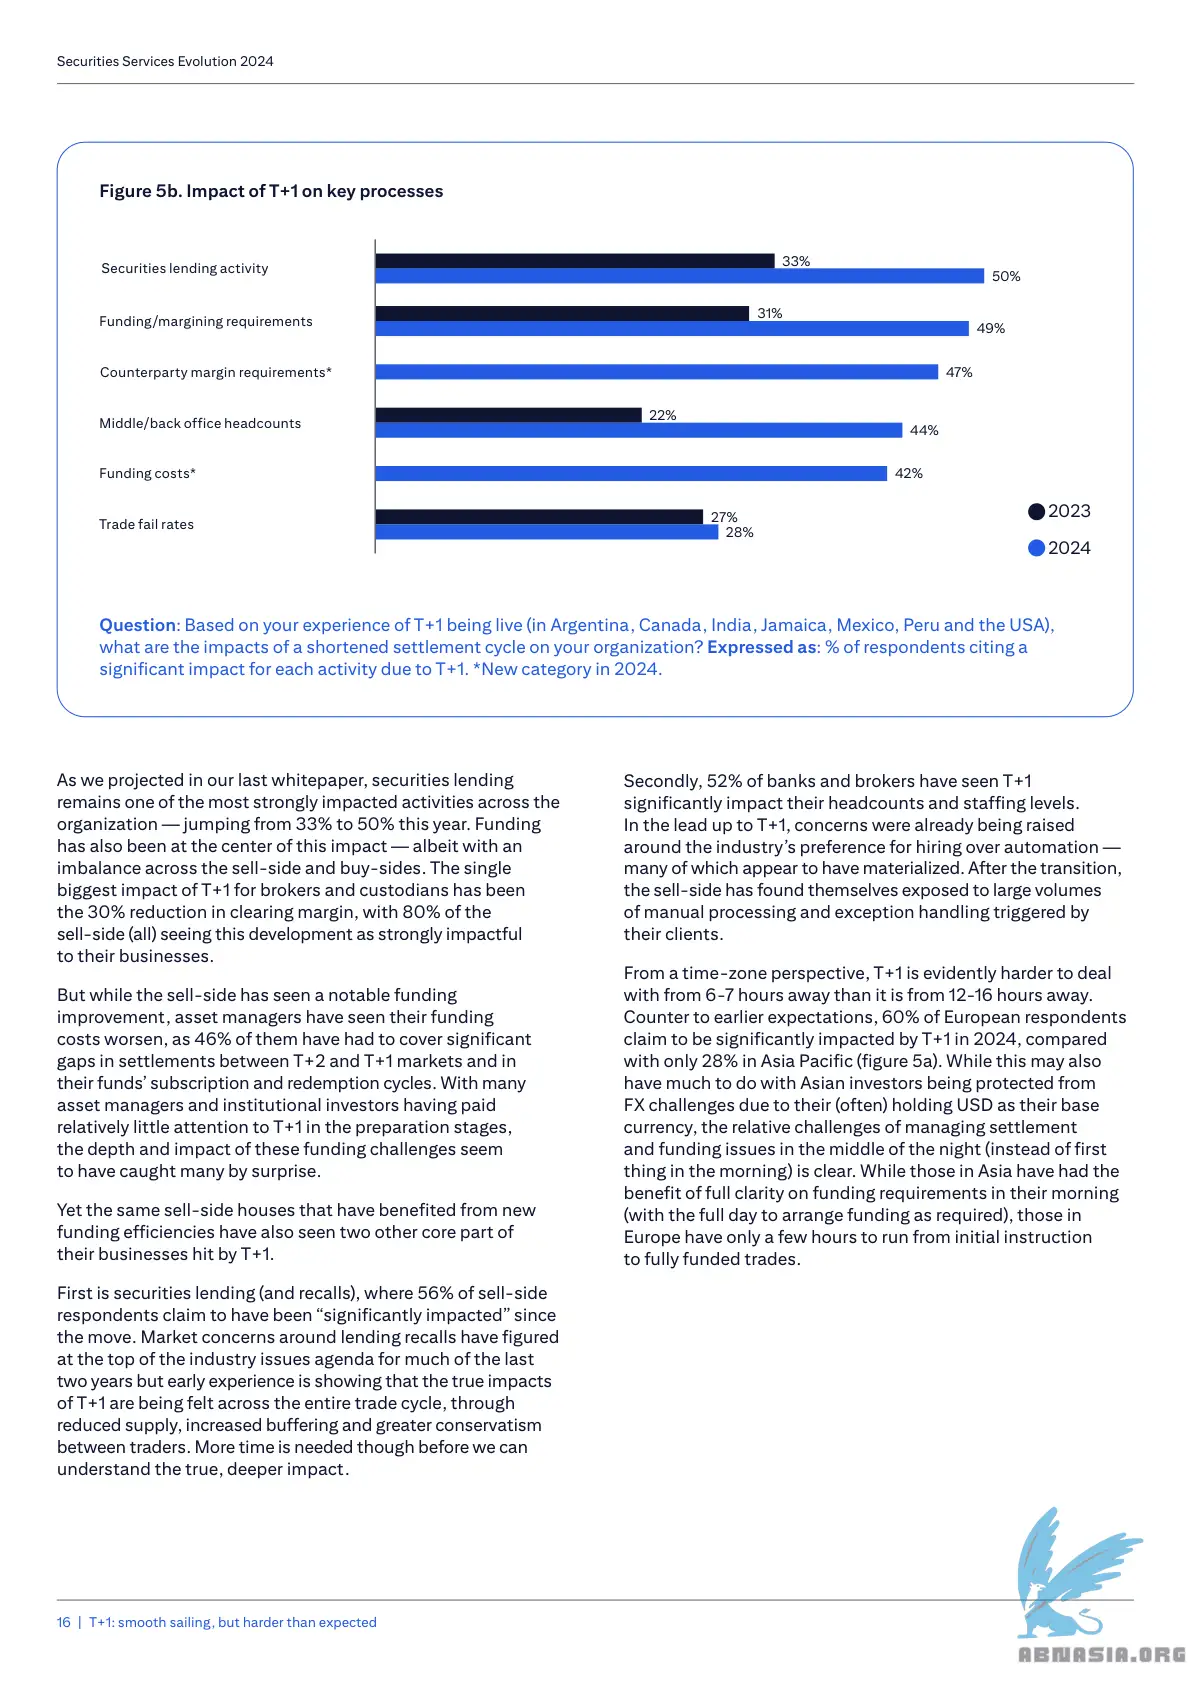 Securities Services Evolution 2024
Figure 5b. Impact of T+1 on key processes
Securities lending activity
33%
50%
Funding/margining requirements
31%
49%
Counterparty margin requirements*
47%
Middle/back office headcounts
22%
44%
Funding costs*
42%
Trade fail rates
27%
28%
2023
2024
Question: Based on your experience of T+1 being live (in Argentina, Canada, India, Jamaica, Mexico, Peru and the USA),
what are the impacts of a shortened settlement cycle on your organization? Expressed as: % of respondents citing a
significant impact for each activity due to T+1. *New category in 2024.
As we projected in our last whitepaper, securities lending
remains one of the most strongly impacted activities across the
organization — jumping from 33% to 50% this year. Funding
has also been at the center of this impact — albeit with an
imbalance across the sell-side and buy-sides. The single
biggest impact of T+1 for brokers and custodians has been
the 30% reduction in clearing margin, with 80% of the
sell-side (all) seeing this development as strongly impactful
to their businesses.
But while the sell-side has seen a notable funding
improvement, asset managers have seen their funding
costs worsen, as 46% of them have had to cover significant
gaps in settlements between T+2 and T+1 markets and in
their funds' subscription and redemption cycles. With many
asset managers and institutional investors having paid
relatively little attention to T+1 in the preparation stages,
the depth and impact of these funding challenges seem
to have caught many by surprise.
Yet the same sell-side houses that have benefited from new
funding efficiencies have also seen two other core part of
their businesses hit by T+1.
First is securities lending (and recalls), where 56% of sell-side
respondents claim to have been “significantly impacted” since
the move. Market concerns around lending recalls have figured
at the top of the industry issues agenda for much of the last
two years but early experience is showing that the true impacts
of T+1 are being felt across the entire trade cycle, through
reduced supply, increased buffering and greater conservatism
between traders. More time is needed though before we can
understand the true, deeper impact.
Secondly, 52% of banks and brokers have seen T+1
significantly impact their headcounts and staffing levels.
In the lead up to T+1, concerns were already being raised
around the industry's preference for hiring over automation —
many of which appear to have materialized. After the transition,
the sell-side has found themselves exposed to large volumes
of manual processing and exception handling triggered by
their clients.
From a time-zone perspective, T+1 is evidently harder to deal
with from 6-7 hours away than it is from 12-16 hours away.
Counter to earlier expectations, 60% of European respondents
claim to be significantly impacted by T+1 in 2024, compared
with only 28% in Asia Pacific (figure 5a). While this may also
have much to do with Asian investors being protected from
FX challenges due to their (often) holding USD as their base
currency, the relative challenges of managing settlement
and funding issues in the middle of the night (instead of first
thing in the morning) is clear. While those in Asia have had the
benefit of full clarity on funding requirements in their morning
(with the full day to arrange funding as required), those in
Europe have only a few hours to run from initial instruction
to fully funded trades.
16 | T+1: smooth sailing, but harder than expected
ABNASIA.ORG